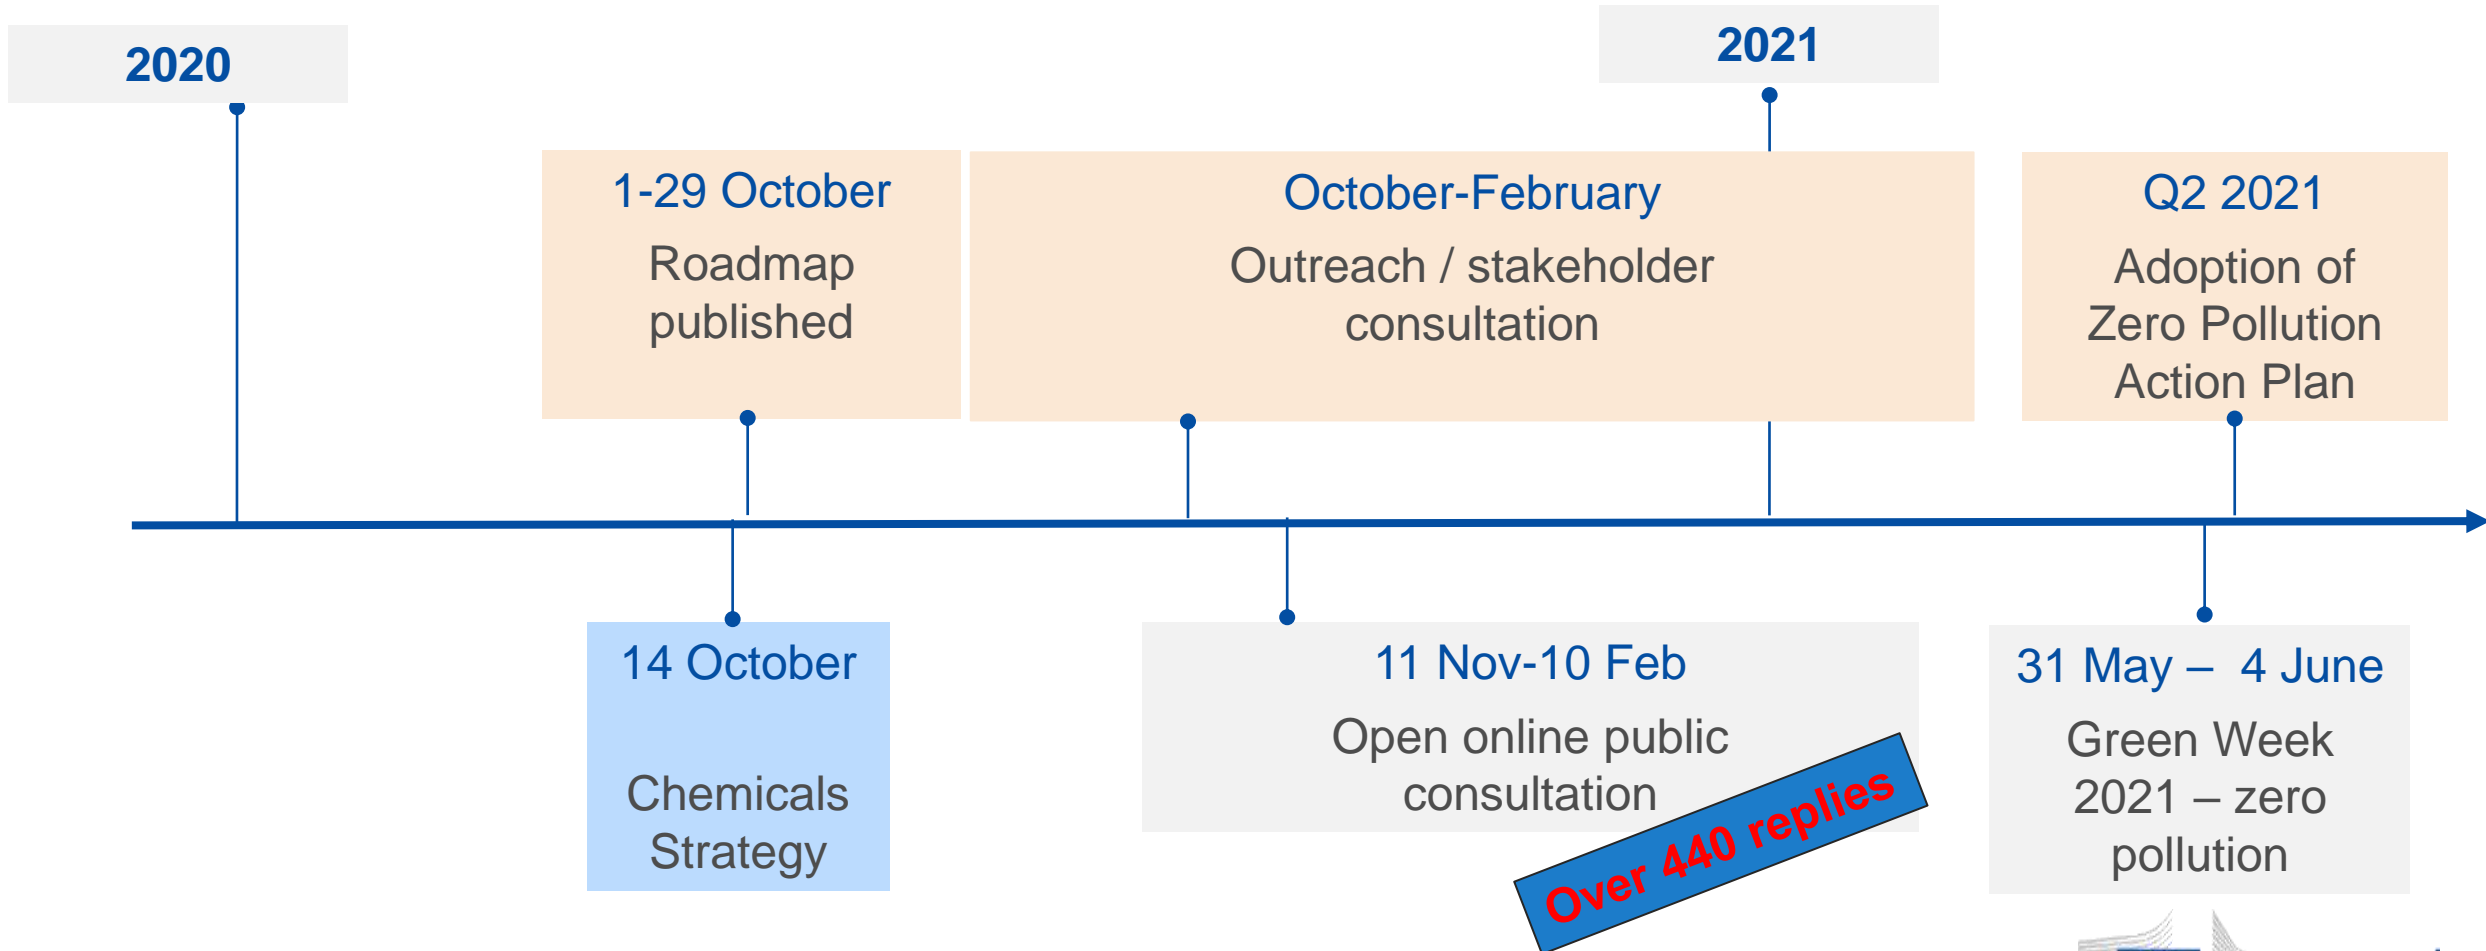 2020
2021
1-29 October
Roadmap
published
October-February
Outreach / stakeholder
consultation
Q2 2021
Adoption of
Zero Pollution
Action Plan
14 October
Chemicals
Strategy
11 Nov-10 Feb
Open online public
consultation
Over 440 replies
31 May – 4 June
Green Week
2021 – zero
pollution